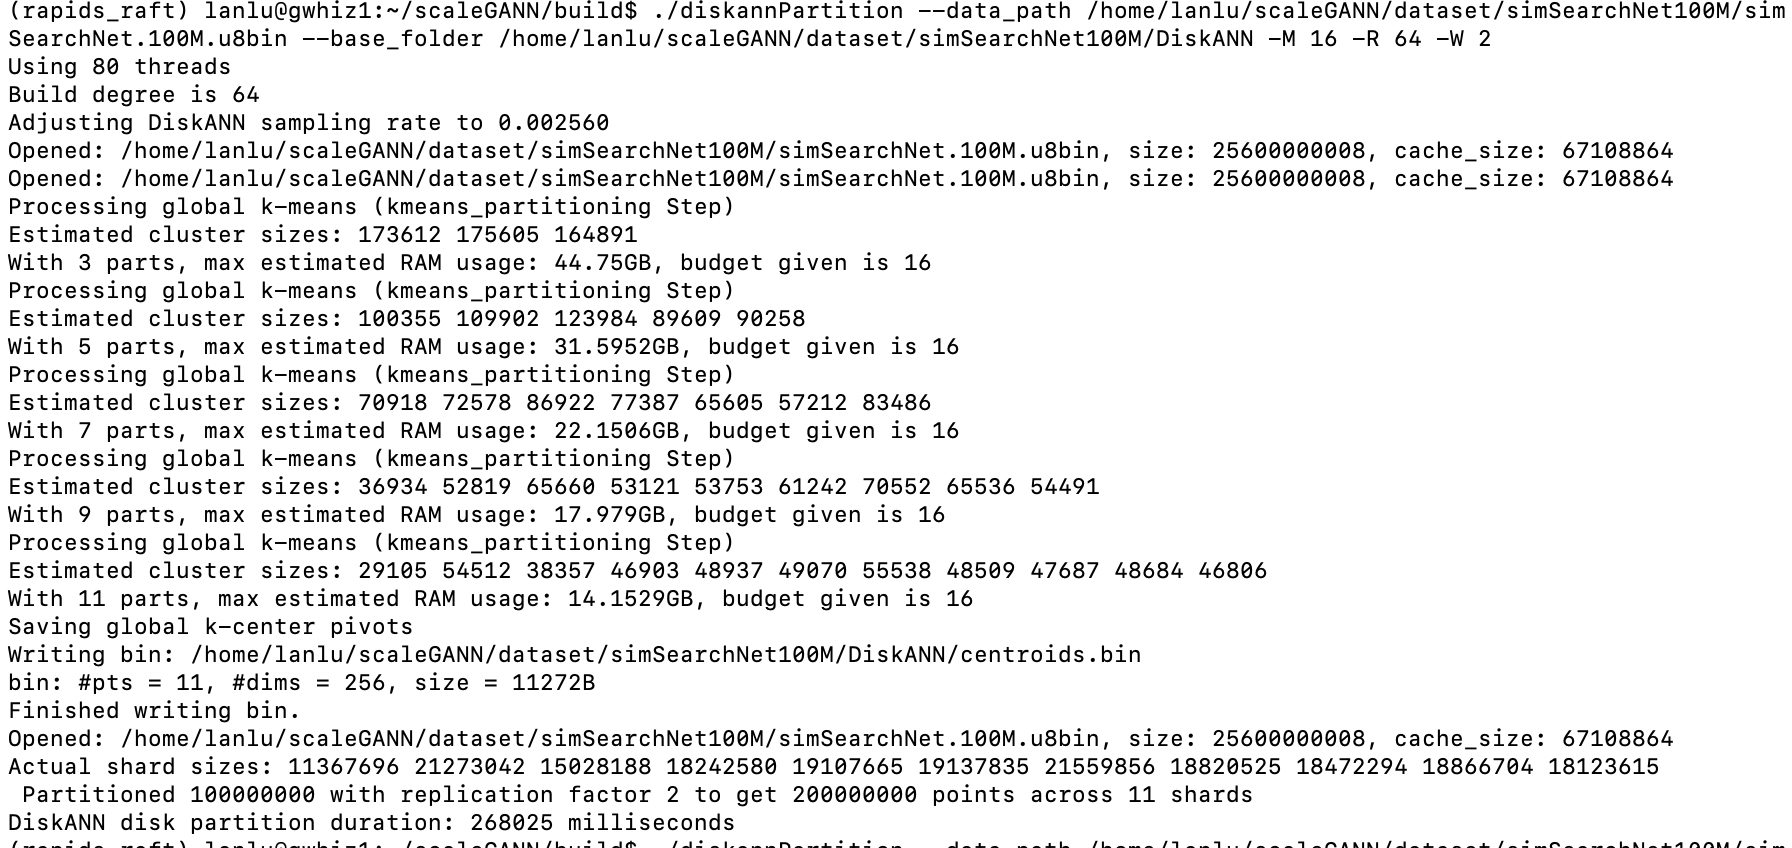 (rapids_raft) lanlu@gwhiz1:~/scaleGANN/build$ ./diskannPartition --data_path /home/lanlu/scaleGANN/dataset/simSearchNet100M/sim
SearchNet.100M.u8bin --base_folder /home/lanlu/scaleGANN/dataset/simSearchNet100M/DiskANN -M 16 -R 64 -W 2
Using 80 threads
Build degree is 64
Adjusting DiskANN sampling rate to 0.002560
Opened: /home/lanlu/scaleGANN/dataset/simSearchNet100M/simSearchNet.100M.u8bin, size: 25600000008, cache_size: 67108864
Opened: /home/lanlu/scaleGANN/dataset/simSearchNet100M/simSearchNet.100M.u8bin, size: 25600000008, cache_size: 67108864
Processing global k-means (kmeans_partitioning Step)
Estimated cluster sizes: 173612 175605 164891
With 3 parts, max estimated RAM usage: 44.75GB, budget given is 16
Processing global k-means (kmeans_partitioning Step)
Estimated cluster sizes: 100355 109902 123984 89609 90258
With 5 parts, max estimated RAM usage: 31.5952GB, budget given is 16
Processing global k-means (kmeans_partitioning Step)
Estimated cluster sizes: 70918 72578 86922 77387 65605 57212 83486
With 7 parts, max estimated RAM usage: 22.1506GB, budget given is 16
Processing global k-means (kmeans_partitioning Step)
Estimated cluster sizes: 36934 52819 65660 53121 53753 61242 70552 65536 54491
With 9 parts, max estimated RAM usage: 17.979GB, budget given is 16
Processing global k-means (kmeans_partitioning Step)
Estimated cluster sizes: 29105 54512 38357 46903 48937 49070 55538 48509 47687 48684 46806
With 11 parts, max estimated RAM usage: 14.1529GB, budget given is 16
Saving global k-center pivots
Writing bin: /home/lanlu/scaleGANN/dataset/simSearchNet100M/DiskANN/centroids.bin
bin: #pts = 11, #dims = 256, size = 11272B
Finished writing bin.
Opened: /home/lanlu/scaleGANN/dataset/simSearchNet100M/simSearchNet.100M.u8bin, size: 25600000008, cache_size: 67108864
Actual shard sizes: 11367696 21273042 15028188 18242580 19107665 19137835 21559856 18820525 18472294 18866704 18123615
 Partitioned 100000000 with replication factor 2 to get 200000000 points across 11 shards
DiskANN disk partition duration: 268025 milliseconds